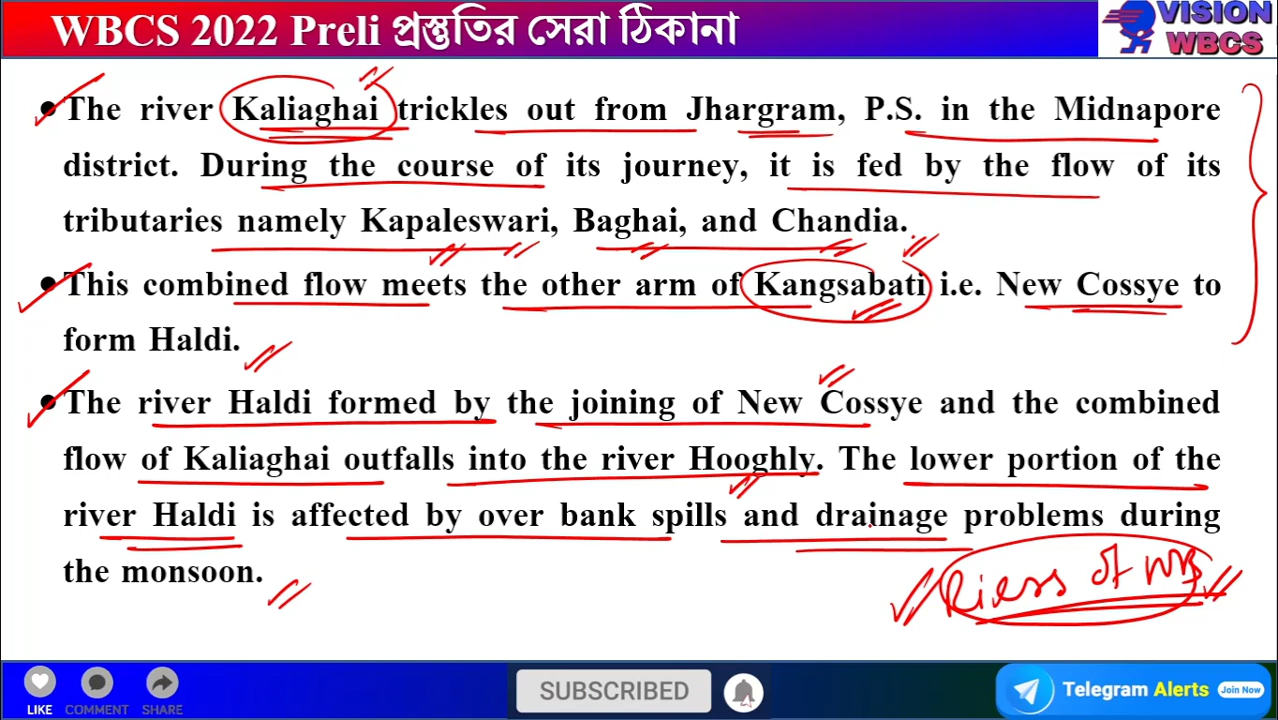 WBCS 2022 Preli প্রস্তুতির সেরা ঠিকানা
VISION
WBCS
• The river Kaliaghai trickles out from Jhargram, P.S. in the Midnapore
district. During the course of its journey, it is fed by the flow of its
tributaries namely Kapaleswari, Baghai, and Chandia.
• This combined flow meets the other arm of Kangsabati i.e. New Cossye to
form Haldi.
• The river Haldi formed by the joining of New Cossye and the combined
flow of Kaliaghai outfalls into the river Hooghly. The lower portion of the
river Haldi is affected by over bank spills and drainage problems during
the monsoon.
of WB
LIKE COMMENT SHARE SUBSCRIBED Telegram Alerts Join Now